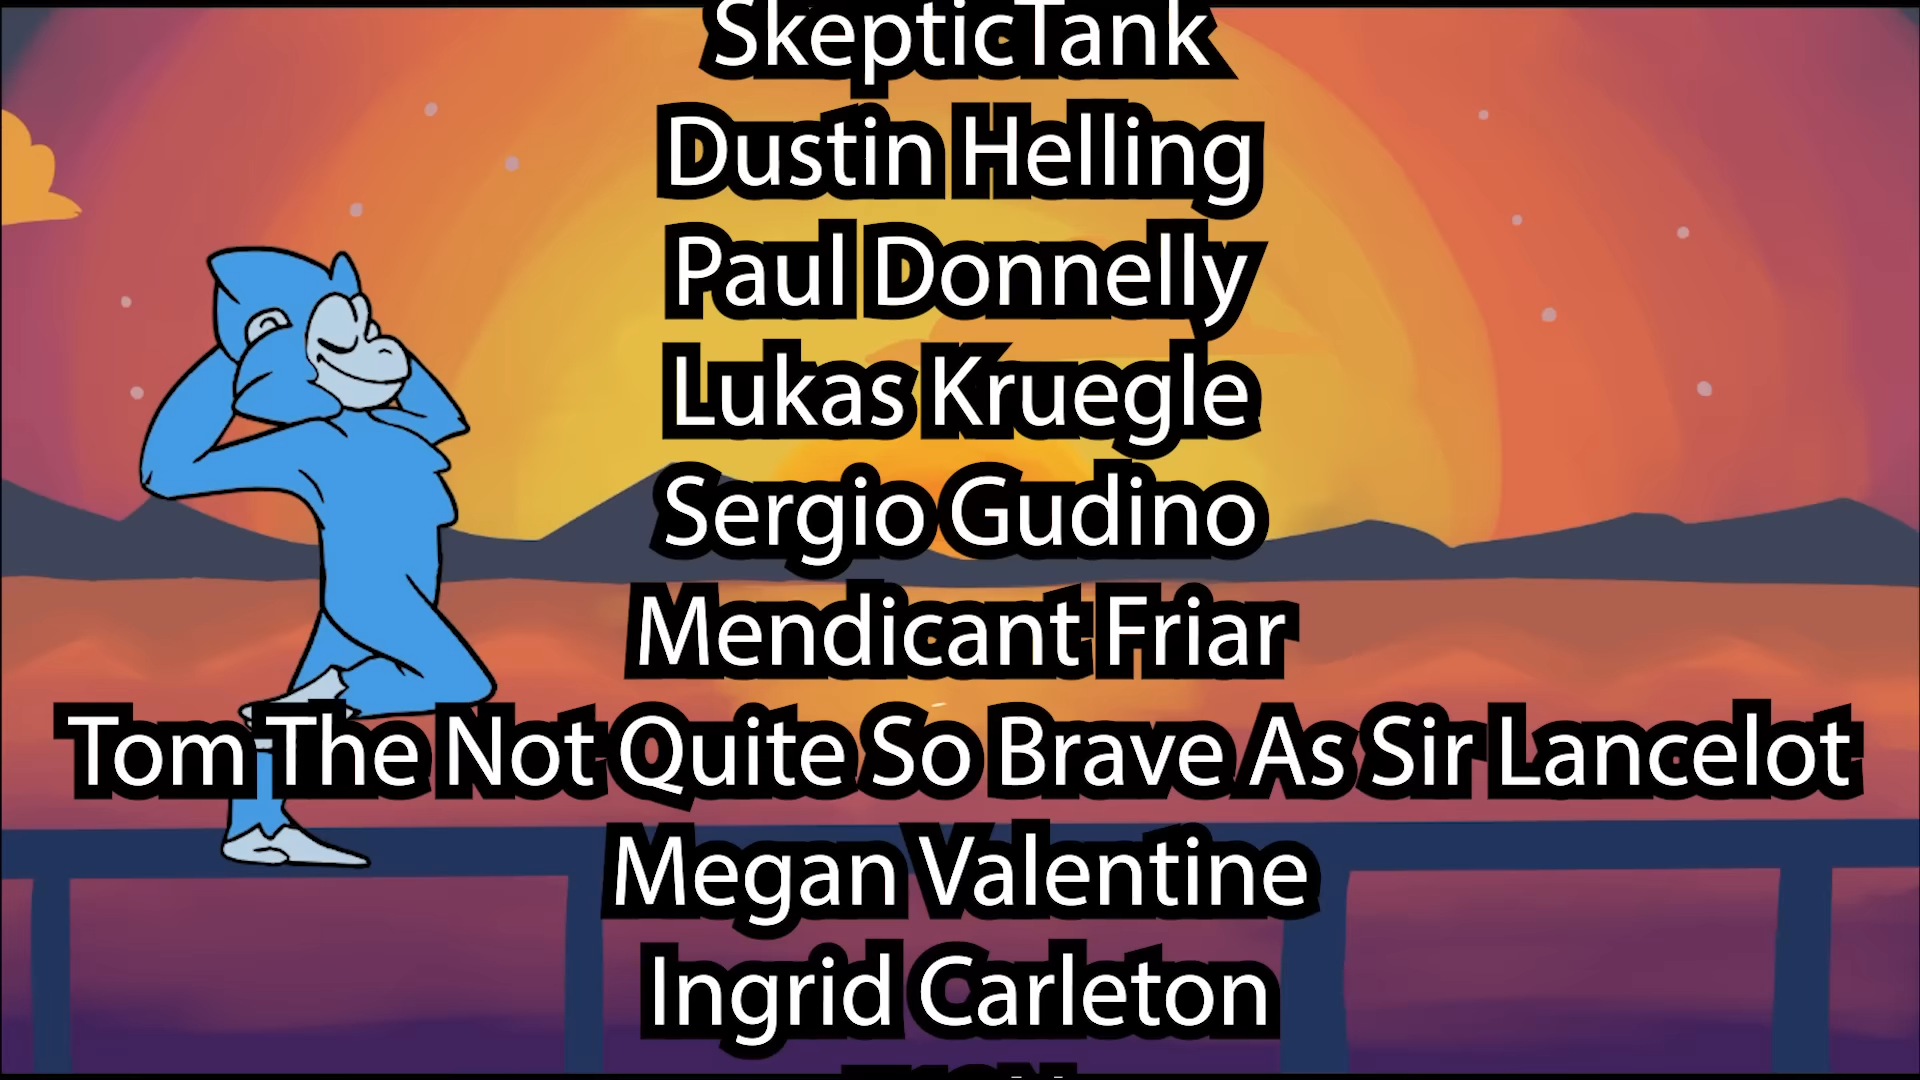 SkepticTank
Dustin Helling
Paul Donnelly
Lukas Kruegle
Sergio Gudino
Mendicant Friar
Tom The Not Quite So Brave As Sir Lancelot
Megan Valentine
Ingrid Carleton